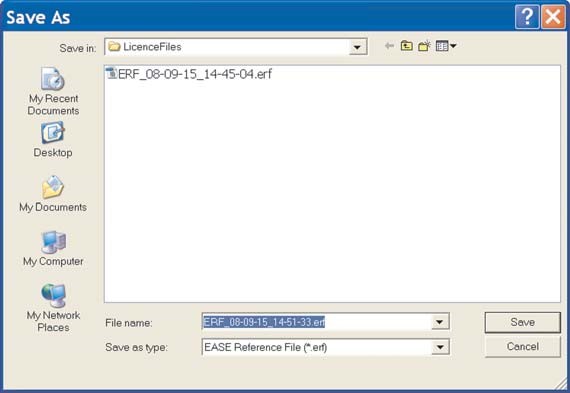 Save As
Save in: LicenceFiles
ERF_08-09-15_14-45-04.erf
My Recent
Documents
Desktop
My Documents
My Computer
My Network
Places
File name: ERF_08-09-15_14-51-33.erf
Save
Save as type: EASE Reference File (*.erf)
Cancel